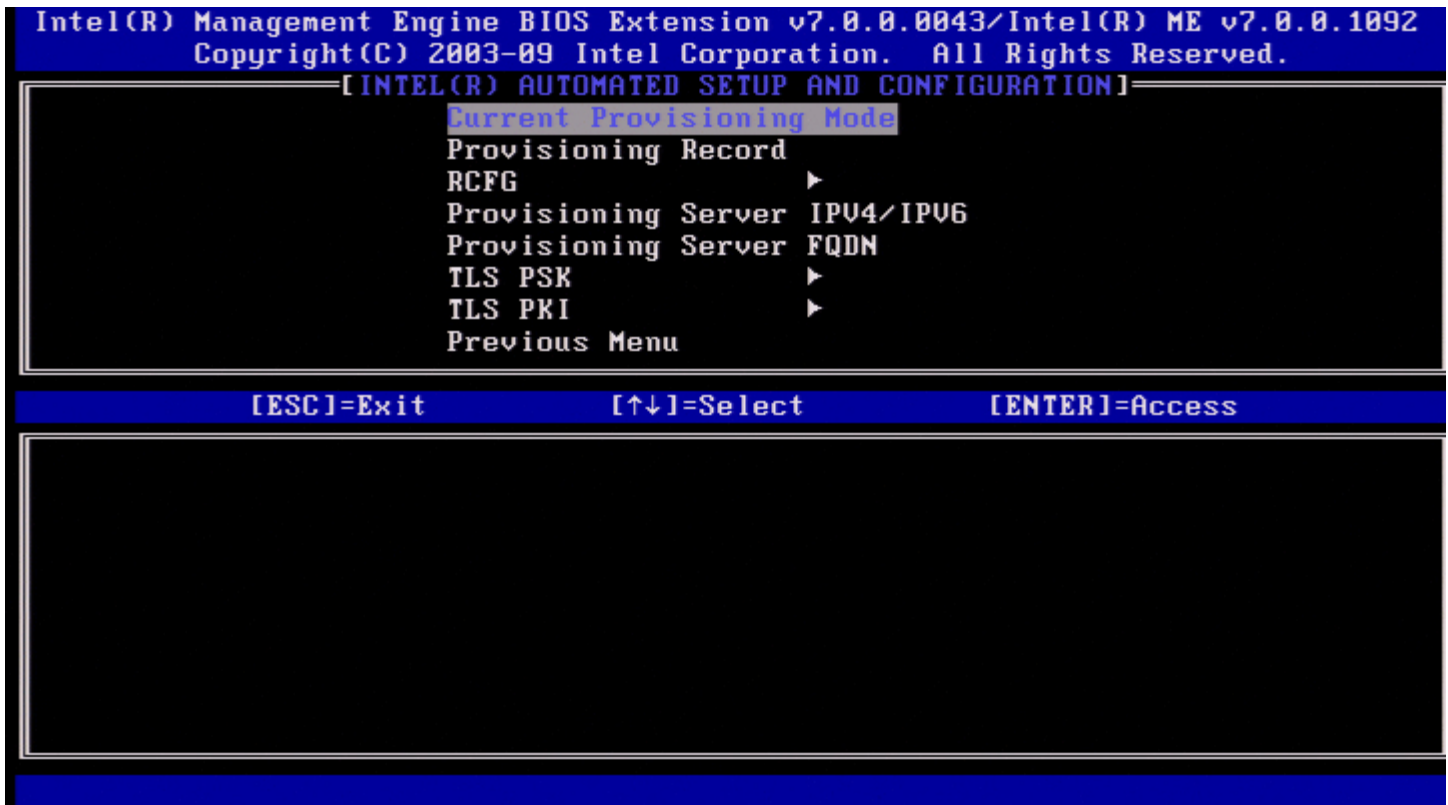 Intel(R) Management Engine BIOS Extension v7.0.0.0043/Intel(R) ME v7.0.0.1092
Copyright(C) 2003-09 Intel Corporation.  All Rights Reserved.
[INTEL(R) AUTOMATED SETUP AND CONFIGURATION]
Current Provisioning Mode
Provisioning Record
RCFG ►
Provisioning Server IPV4/IPV6
Provisioning Server FQDN
TLS PSK ►
TLS PKI ►
Previous Menu
[ESC]=Exit [↑↓]=Select [ENTER]=Access